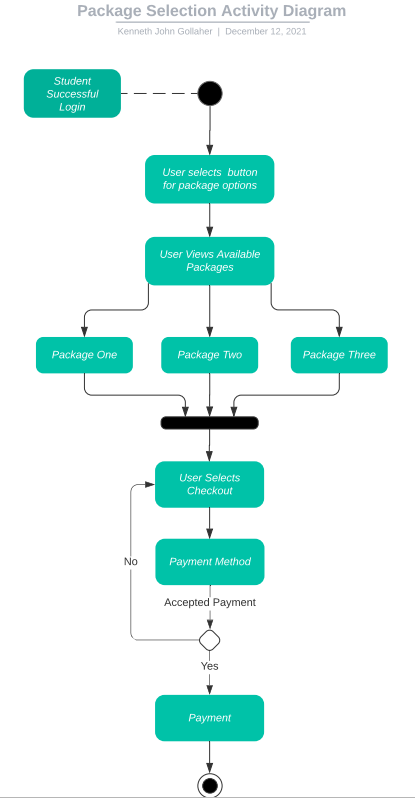 Package Selection Activity Diagram
Kenneth John Gollaher | December 12, 2021
Student
Successful
Login
User selects button
for package options
User Views Available
Packages
Package One
Package Two
Package Three
User Selects
Checkout
Payment Method
No
Accepted Payment
Yes
Payment